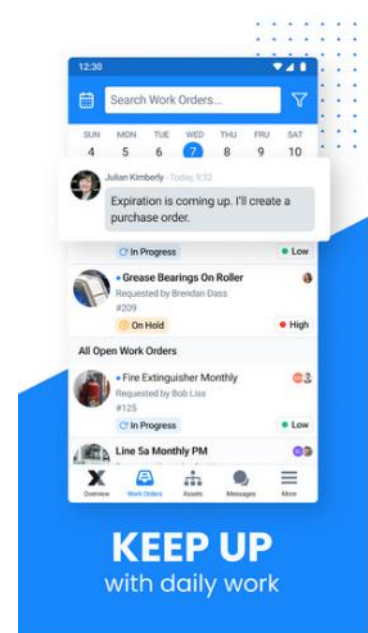 12:30
Search Work Orders...
SUN MON TUE WED THU FRU SAT
4 5 6 7 8 9 10
Julian Kimberly · Today, 9:32
Expiration is coming up. I'll create a
purchase order.
In Progress Low
Grease Bearings On Roller
Requested by Brendan Dass
#209
On Hold High
All Open Work Orders
Fire Extinguisher Monthly
Requested by Bob Liss
#125
In Progress Low
Line 5a Monthly PM
Overview Work Orders Assets Messages More
KEEP UP
with daily work